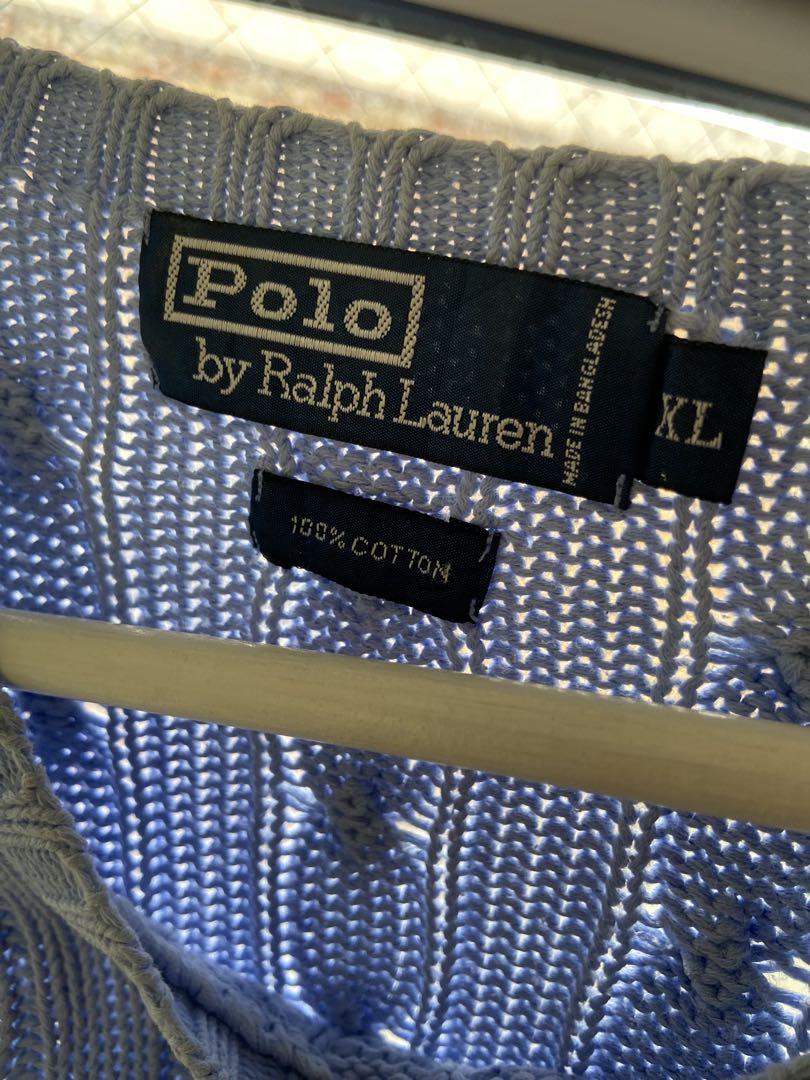 Polo
by Ralph Lauren
MADE IN BANGLADESH
XL
100% COTTON